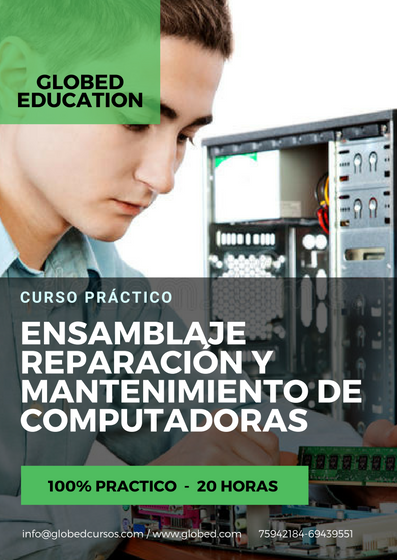 GLOBED
EDUCATION
CURSO PRÁCTICO
ENSAMBLAJE
REPARACIÓN Y
MANTENIMIENTO DE
COMPUTADORAS
100% PRACTICO - 20 HORAS
info@globedcursos.com / www.globed.com 75942184-69439551